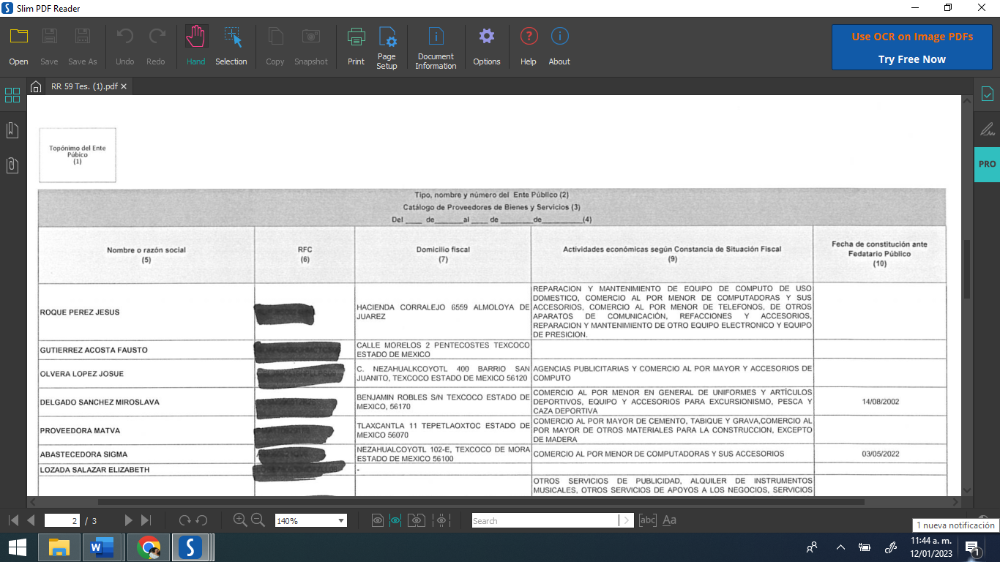 Slim PDF Reader
Open Save Save As Undo Redo Hand Selection Copy Snapshot Print Page Setup Document Information Options Help About
Use OCR on Image PDFs
Try Free Now
RR 59 Tes. (1).pdf
PRO
Topónimo del Ente
Púbico
(1)
Tipo, nombre y número del Ente Público (2)
Catálogo de Proveedores de Bienes y Servicios (3)
Del ____ de_______al ____ de ________de__________(4)
Nombre o razón social
(5)
RFC
(6)
Domicilio fiscal
(7)
Actividades económicas según Constancia de Situación Fiscal
(9)
Fecha de constitución ante
Fedatario Público
(10)
ROQUE PEREZ JESUS
HACIENDA CORRALEJO 6559 ALMOLOYA DE
JUAREZ
REPARACION Y MANTENIMIENTO DE EQUIPO DE COMPUTO DE USO
DOMESTICO, COMERCIO AL POR MENOR DE COMPUTADORAS Y SUS
ACCESORIOS, COMERCIO AL POR MENOR DE TELEFONOS, DE OTROS
APARATOS DE COMUNICACIÓN, REFACCIONES Y ACCESORIOS,
REPARACION Y MANTENIMIENTO DE OTRO EQUIPO ELECTRONICO Y EQUIPO
DE PRESICION.
GUTIERREZ ACOSTA FAUSTO
CALLE MORELOS 2 PENTECOSTES TEXCOCO
ESTADO DE MEXICO
OLVERA LOPEZ JOSUE
C. NEZAHUALKCOYOTL 400 BARRIO SAN
JUANITO, TEXCOCO ESTADO DE MEXICO 56120
AGENCIAS PUBLICITARIAS Y COMERCIO AL POR MAYOR Y ACCESORIOS DE
COMPUTO
DELGADO SANCHEZ MIROSLAVA
BENJAMIN ROBLES S/N TEXCOCO ESTADO DE
MEXICO, 56170
COMERCIO AL POR MENOR EN GENERAL DE UNIFORMES Y ARTÍCULOS
DEPORTIVOS, EQUIPO Y ACCESORIOS PARA EXCURSIONISMO, PESCA Y
CAZA DEPORTIVA
14/08/2002
PROVEEDORA MATVA
TLAXCANTLA 11 TEPETLAOXTOC ESTADO DE
MEXICO 56070
COMERCIO AL POR MAYOR DE CEMENTO, TABIQUE Y GRAVA,COMERCIO AL
POR MAYOR DE OTROS MATERIALES PARA LA CONSTRUCCION, EXCEPTO
DE MADERA
ABASTECEDORA SIGMA
NEZAHUALCOYOTL 102-E, TEXCOCO DE MORA
ESTADO DE MEXICO 56100
COMERCIO AL POR MENOR DE COMPUTADORAS Y SUS ACCESORIOS
03/05/2022
LOZADA SALAZAR ELIZABETH
-
OTROS SERVICIOS DE PUBLICIDAD, ALQUILER DE INSTRUMENTOS
MUSICALES, OTROS SERVICIOS DE APOYOS A LOS NEGOCIOS, SERVICIOS
2 / 3
140%
Search
abc Aa
1 nueva notificación
11:44 a. m.
12/01/2023
1